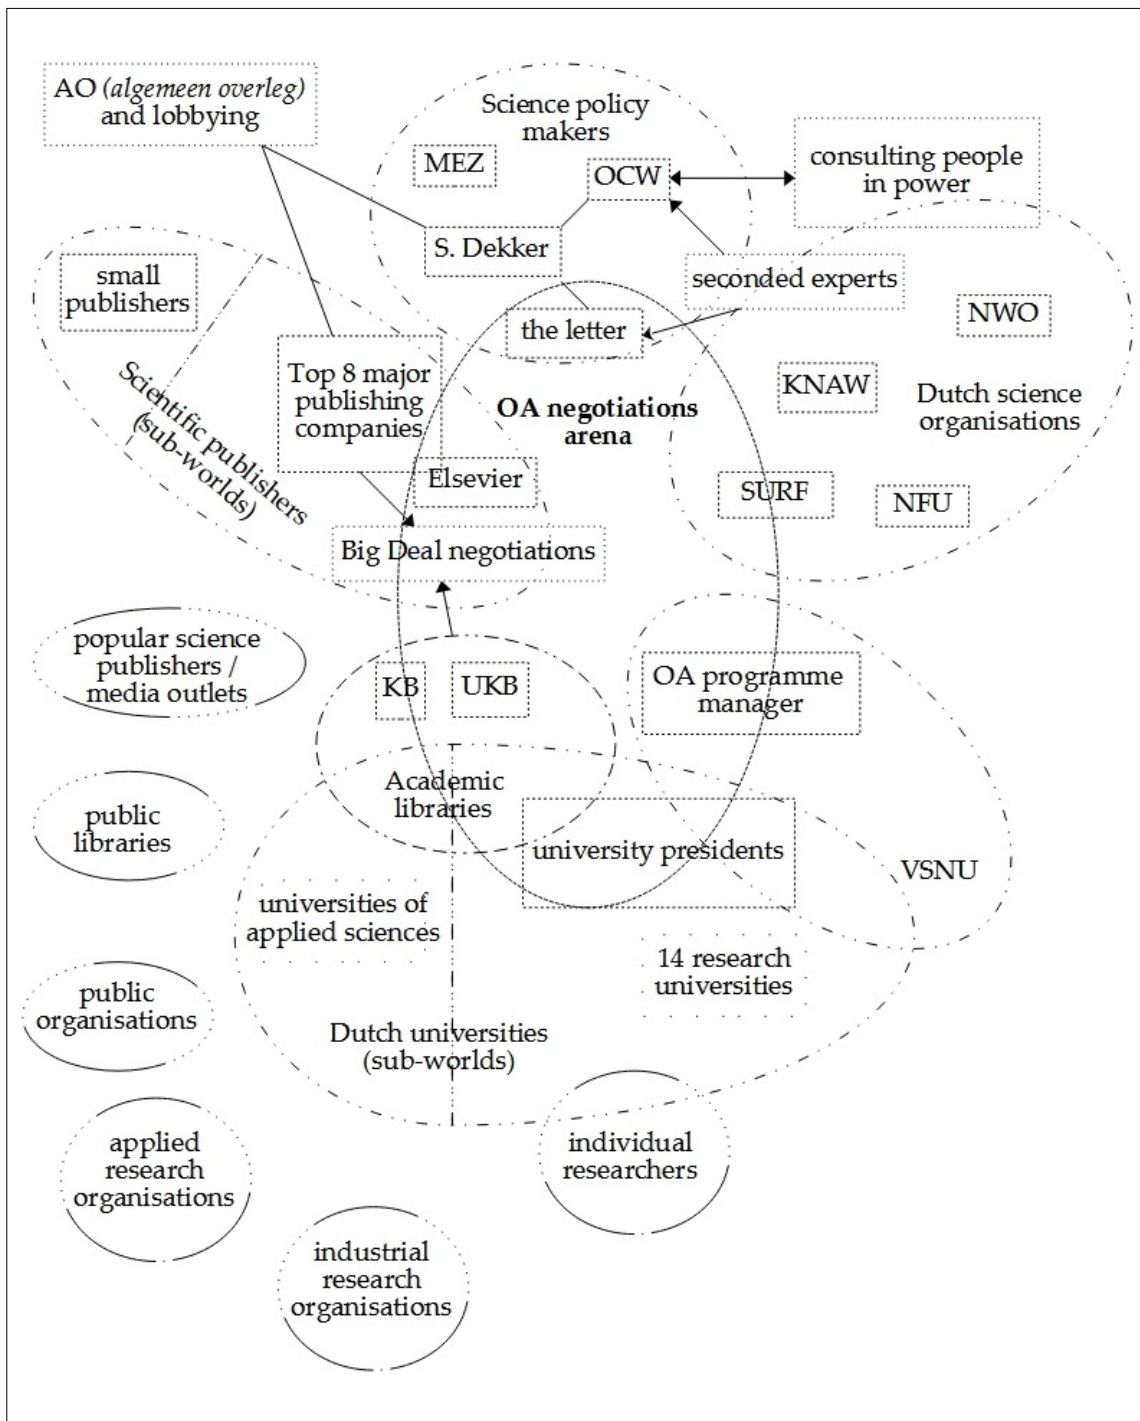 AO (algemeen overleg)
and lobbying
Science policy
makers
MEZ
OCW
consulting people
in power
S. Dekker
small
publishers
seconded experts
NWO
the letter
Top 8 major
publishing
companies
KNAW
Dutch science
organisations
OA negotiations
arena
Scientific publishers
(sub-worlds)
Elsevier
SURF
NFU
Big Deal negotiations
popular science
publishers /
media outlets
KB
UKB
OA programme
manager
Academic
libraries
public
libraries
university presidents
VSNU
universities of
applied sciences
14 research
universities
public
organisations
Dutch universities
(sub-worlds)
applied
research
organisations
individual
researchers
industrial
research
organisations